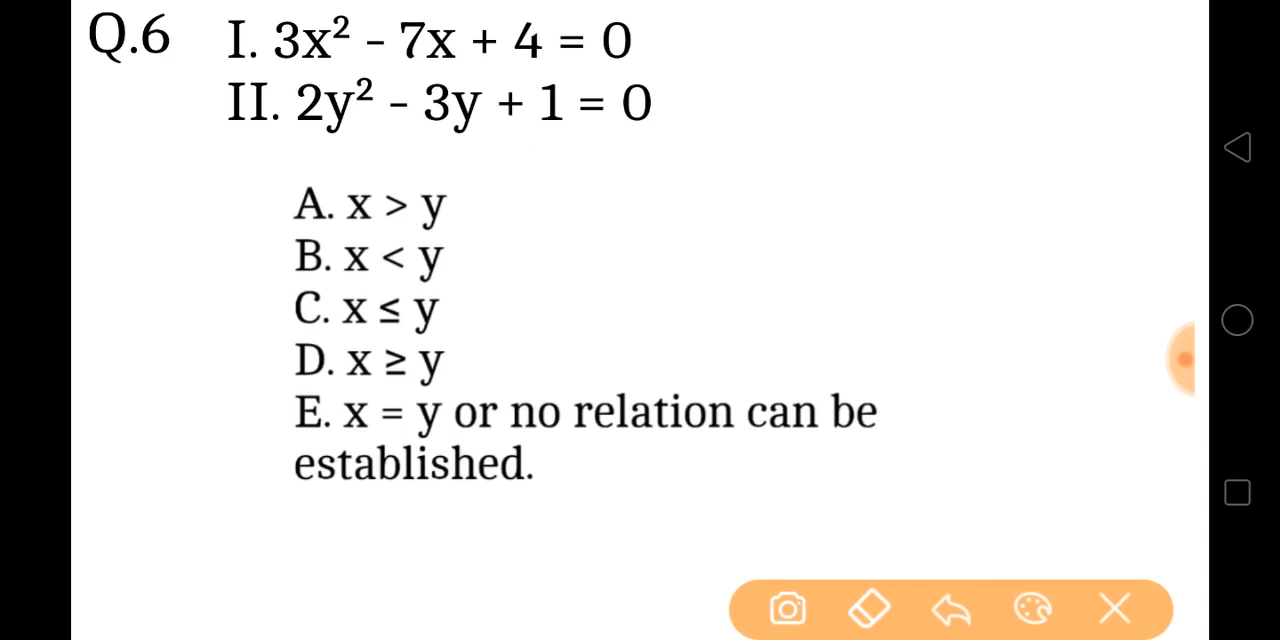 Q.6 I. 3x² - 7x + 4 = 0
II. 2y² - 3y + 1 = 0
A. x > y
B. x < y
C. x ≤ y
D. x ≥ y
E. x = y or no relation can be
established.